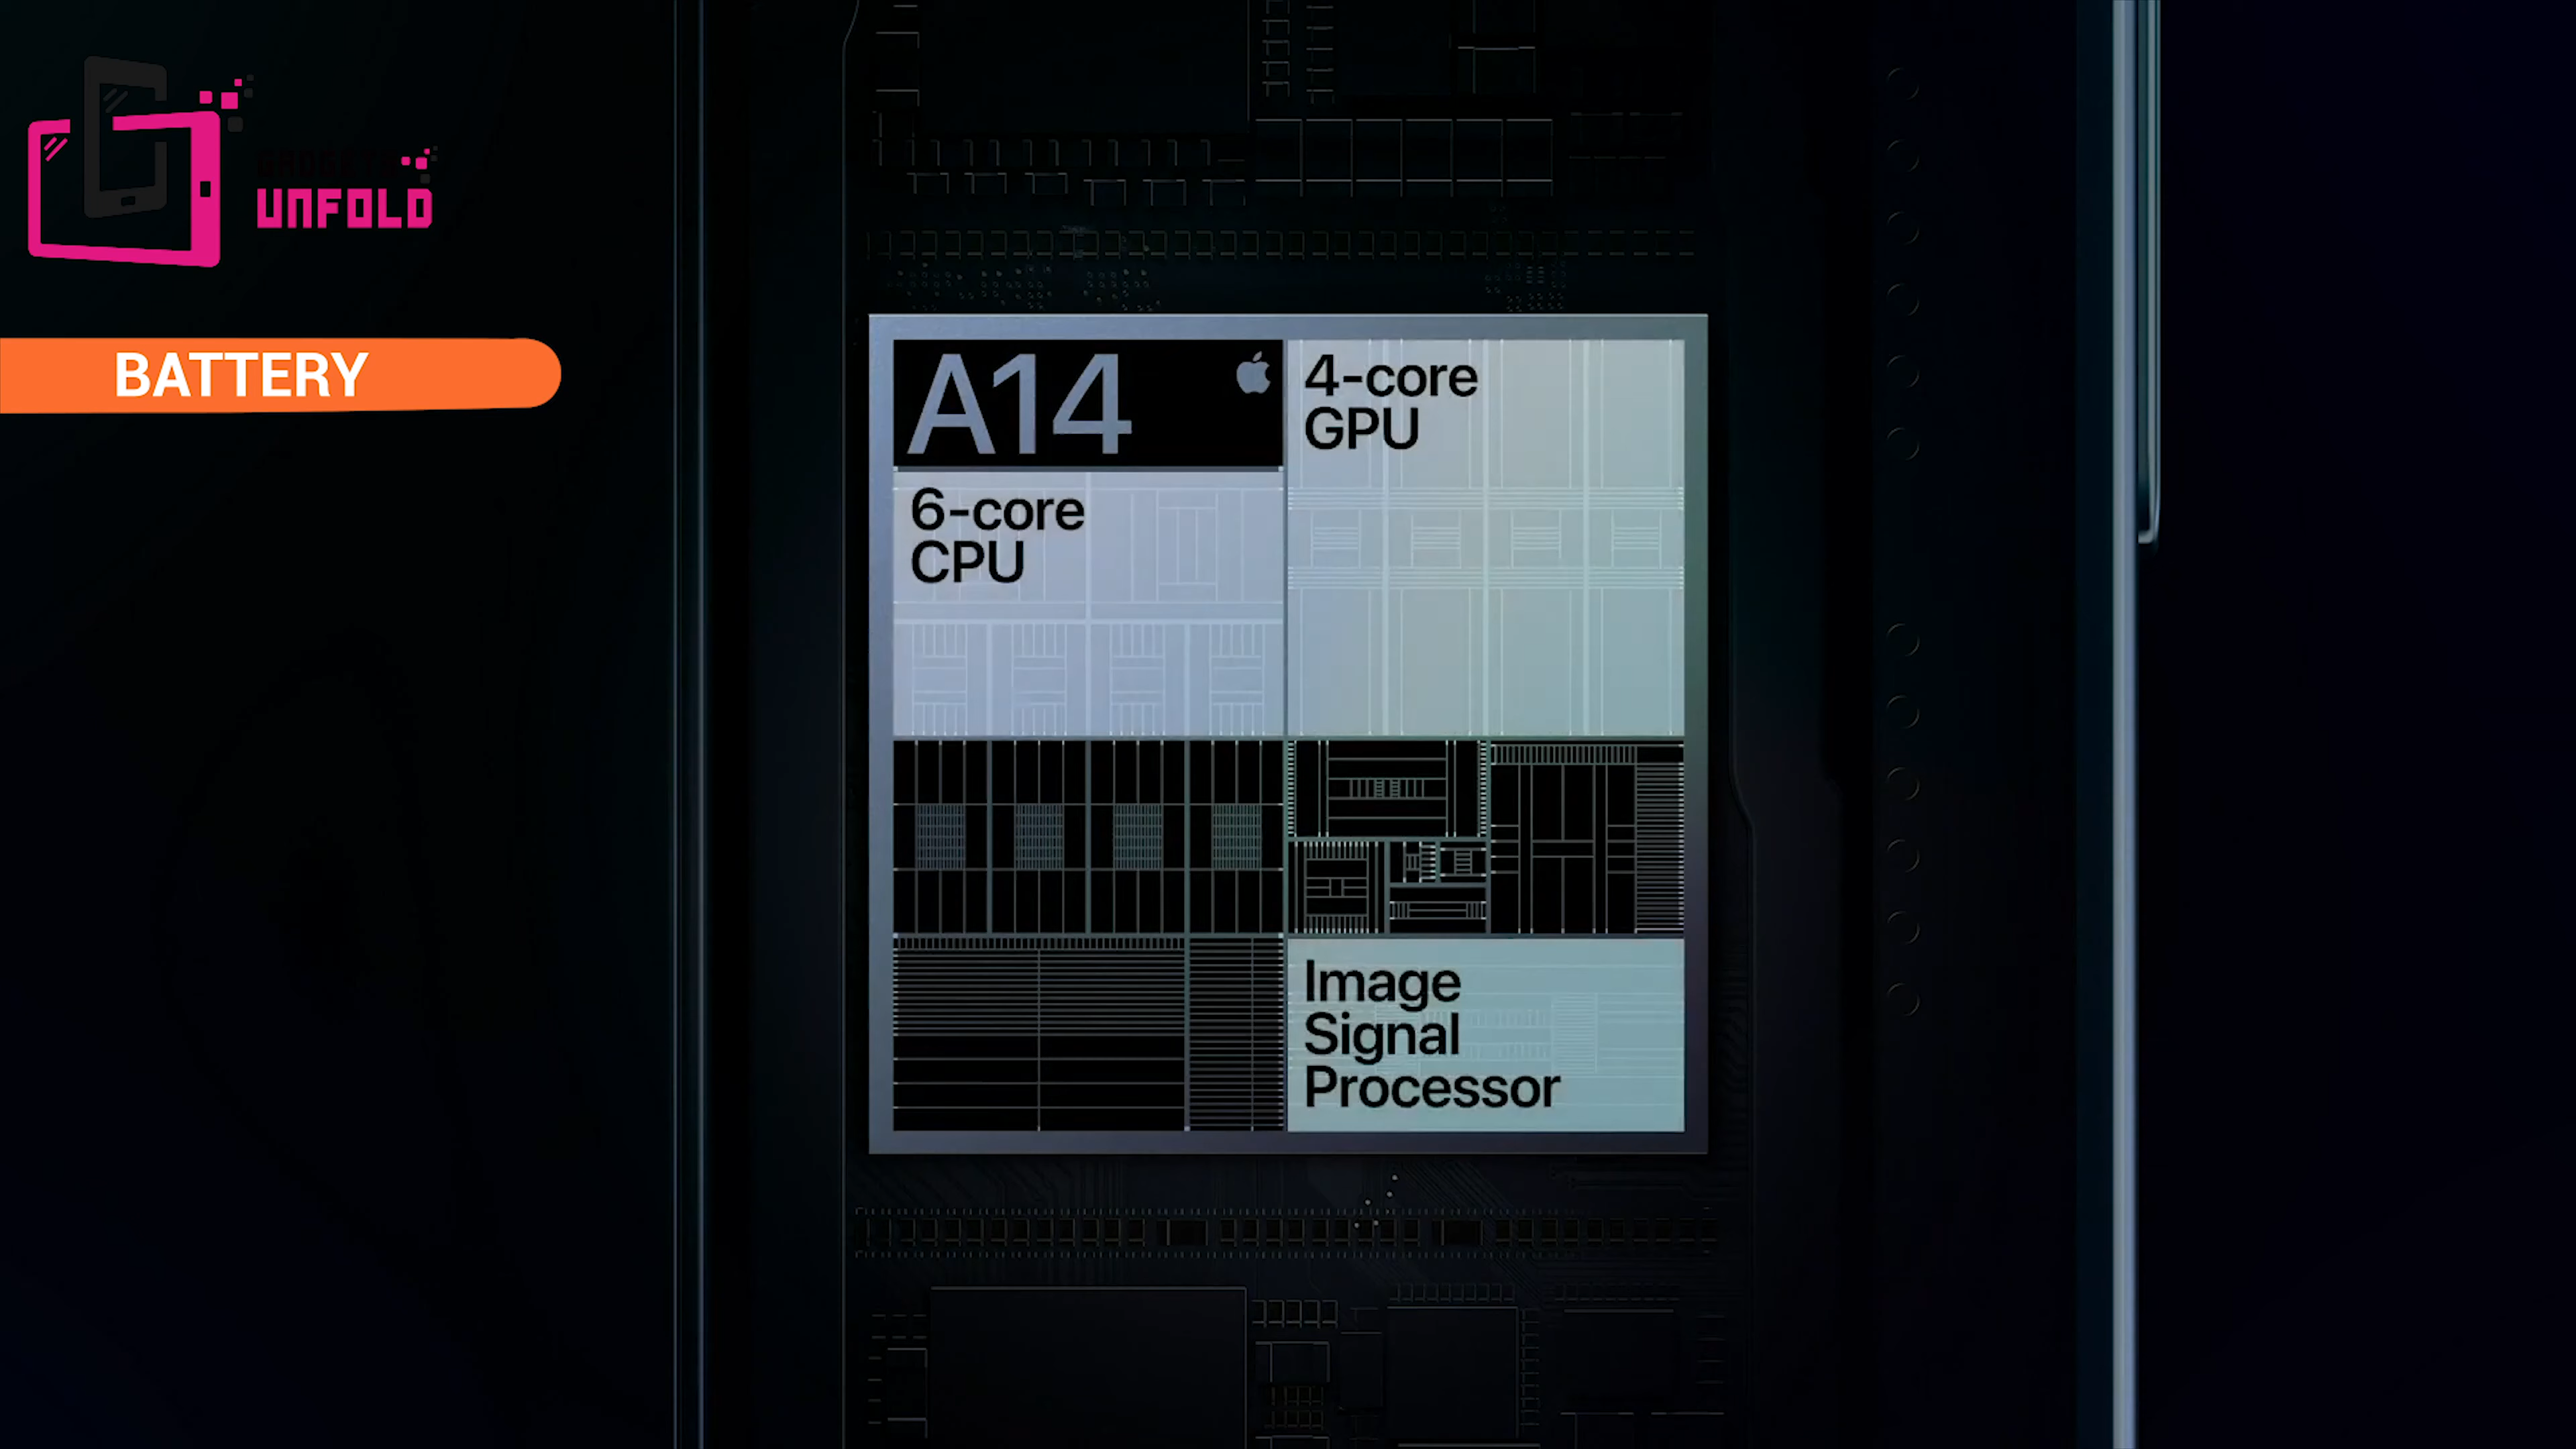 UNFOLD
BATTERY
A14
4-core
GPU
6-core
CPU
Image
Signal
Processor